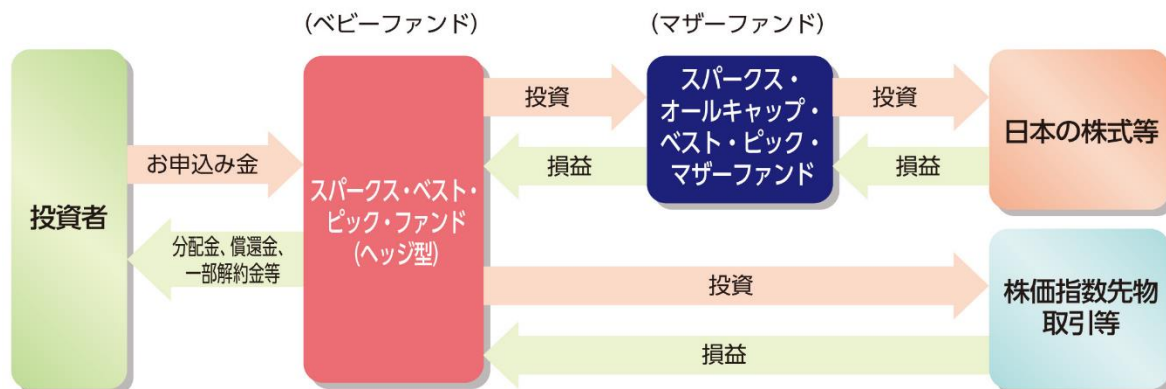 (ベビーファンド)
(マザーファンド)
投資者
お申込み金
分配金、償還金、
一部解約金等
スパークス・ベスト・
ピック・ファンド
(ヘッジ型)
投資
損益
スパークス・
オールキャップ・
ベスト・ピック・
マザーファンド
投資
損益
日本の株式等
投資
損益
株価指数先物
取引等